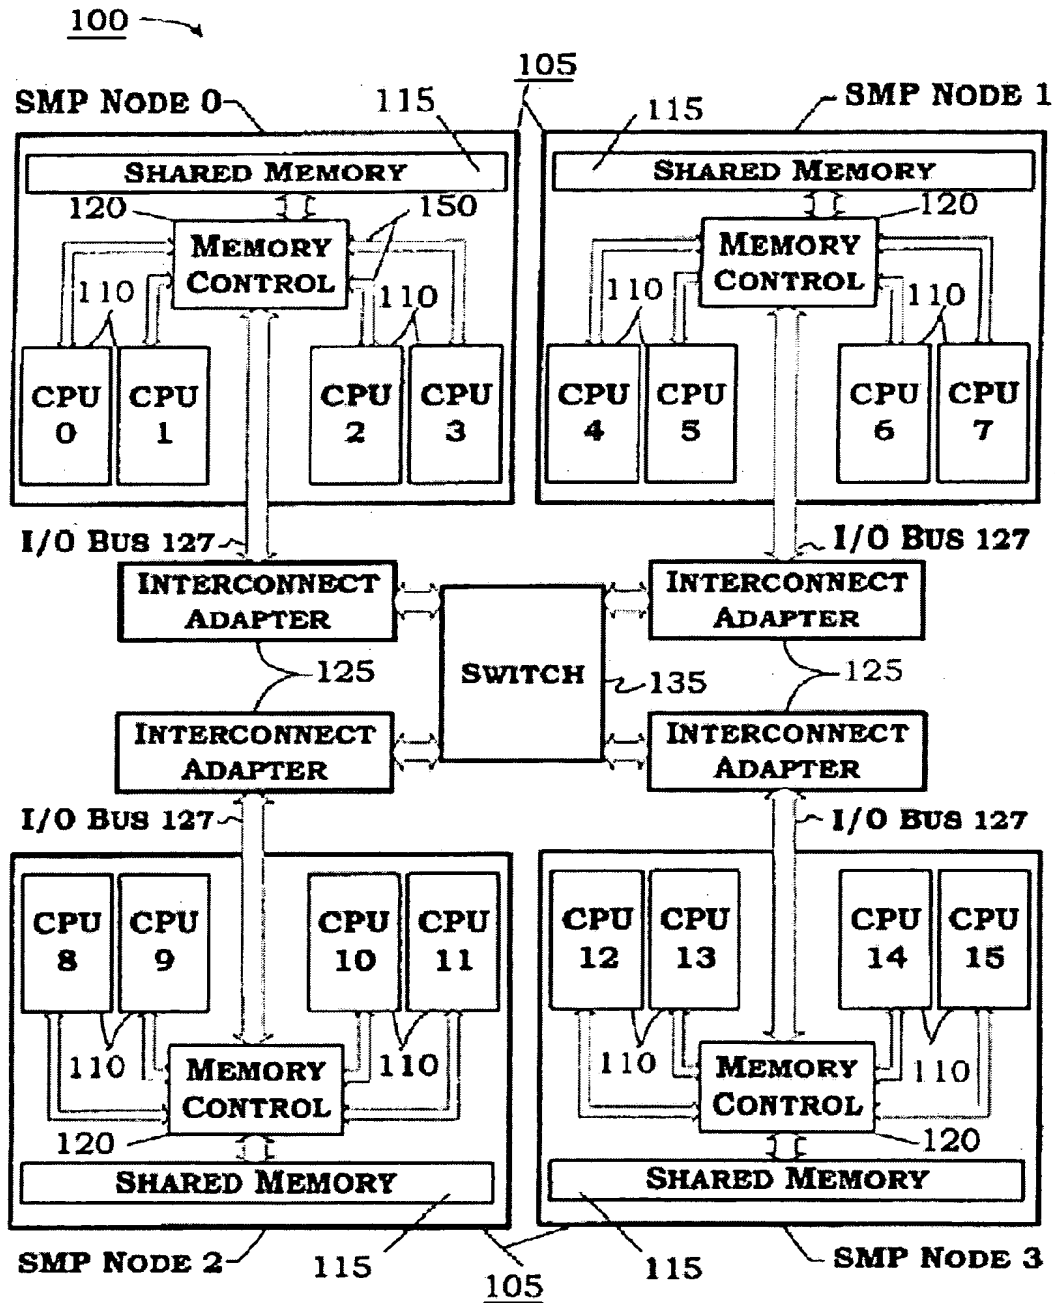 100
105
SMP NODE 0
115
115
SMP NODE 1
SHARED MEMORY
SHARED MEMORY
120
150
120
MEMORY
CONTROL
MEMORY
CONTROL
110
110
110
110
CPU
0
CPU
1
CPU
2
CPU
3
CPU
4
CPU
5
CPU
6
CPU
7
I/O BUS 127
I/O BUS 127
INTERCONNECT
ADAPTER
INTERCONNECT
ADAPTER
125
SWITCH
135
125
INTERCONNECT
ADAPTER
INTERCONNECT
ADAPTER
I/O BUS 127
I/O BUS 127
CPU
8
CPU
9
CPU
10
CPU
11
CPU
12
CPU
13
CPU
14
CPU
15
110
110
110
110
MEMORY
CONTROL
MEMORY
CONTROL
120
120
SHARED MEMORY
SHARED MEMORY
SMP NODE 2
115
105
115
SMP NODE 3